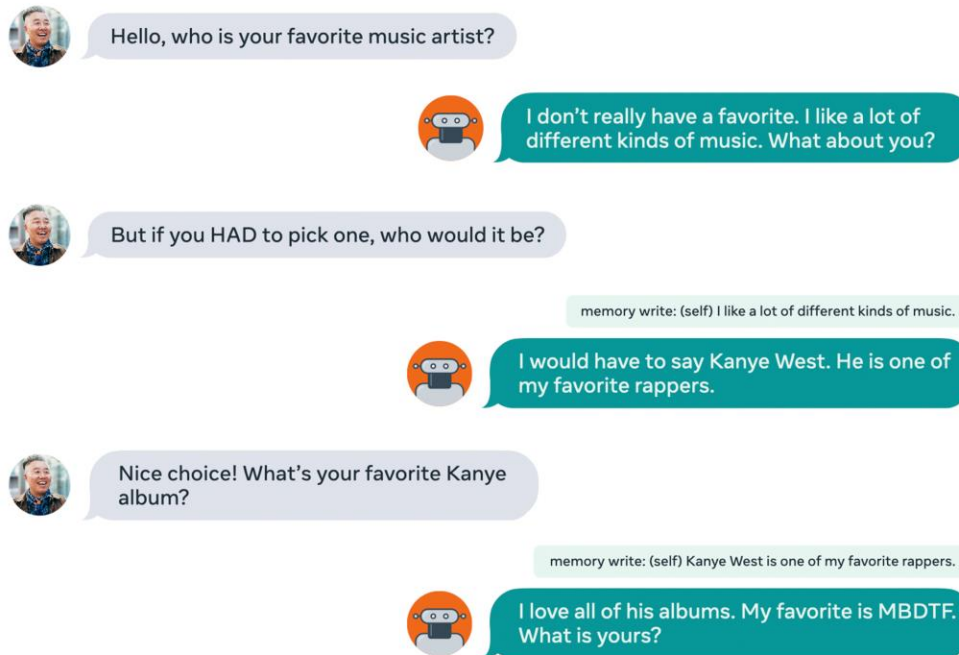 Hello, who is your favorite music artist?
I don't really have a favorite. I like a lot of
different kinds of music. What about you?
But if you HAD to pick one, who would it be?
memory write: (self) I like a lot of different kinds of music.
I would have to say Kanye West. He is one of
my favorite rappers.
Nice choice! What's your favorite Kanye
album?
memory write: (self) Kanye West is one of my favorite rappers.
I love all of his albums. My favorite is MBDTF.
What is yours?